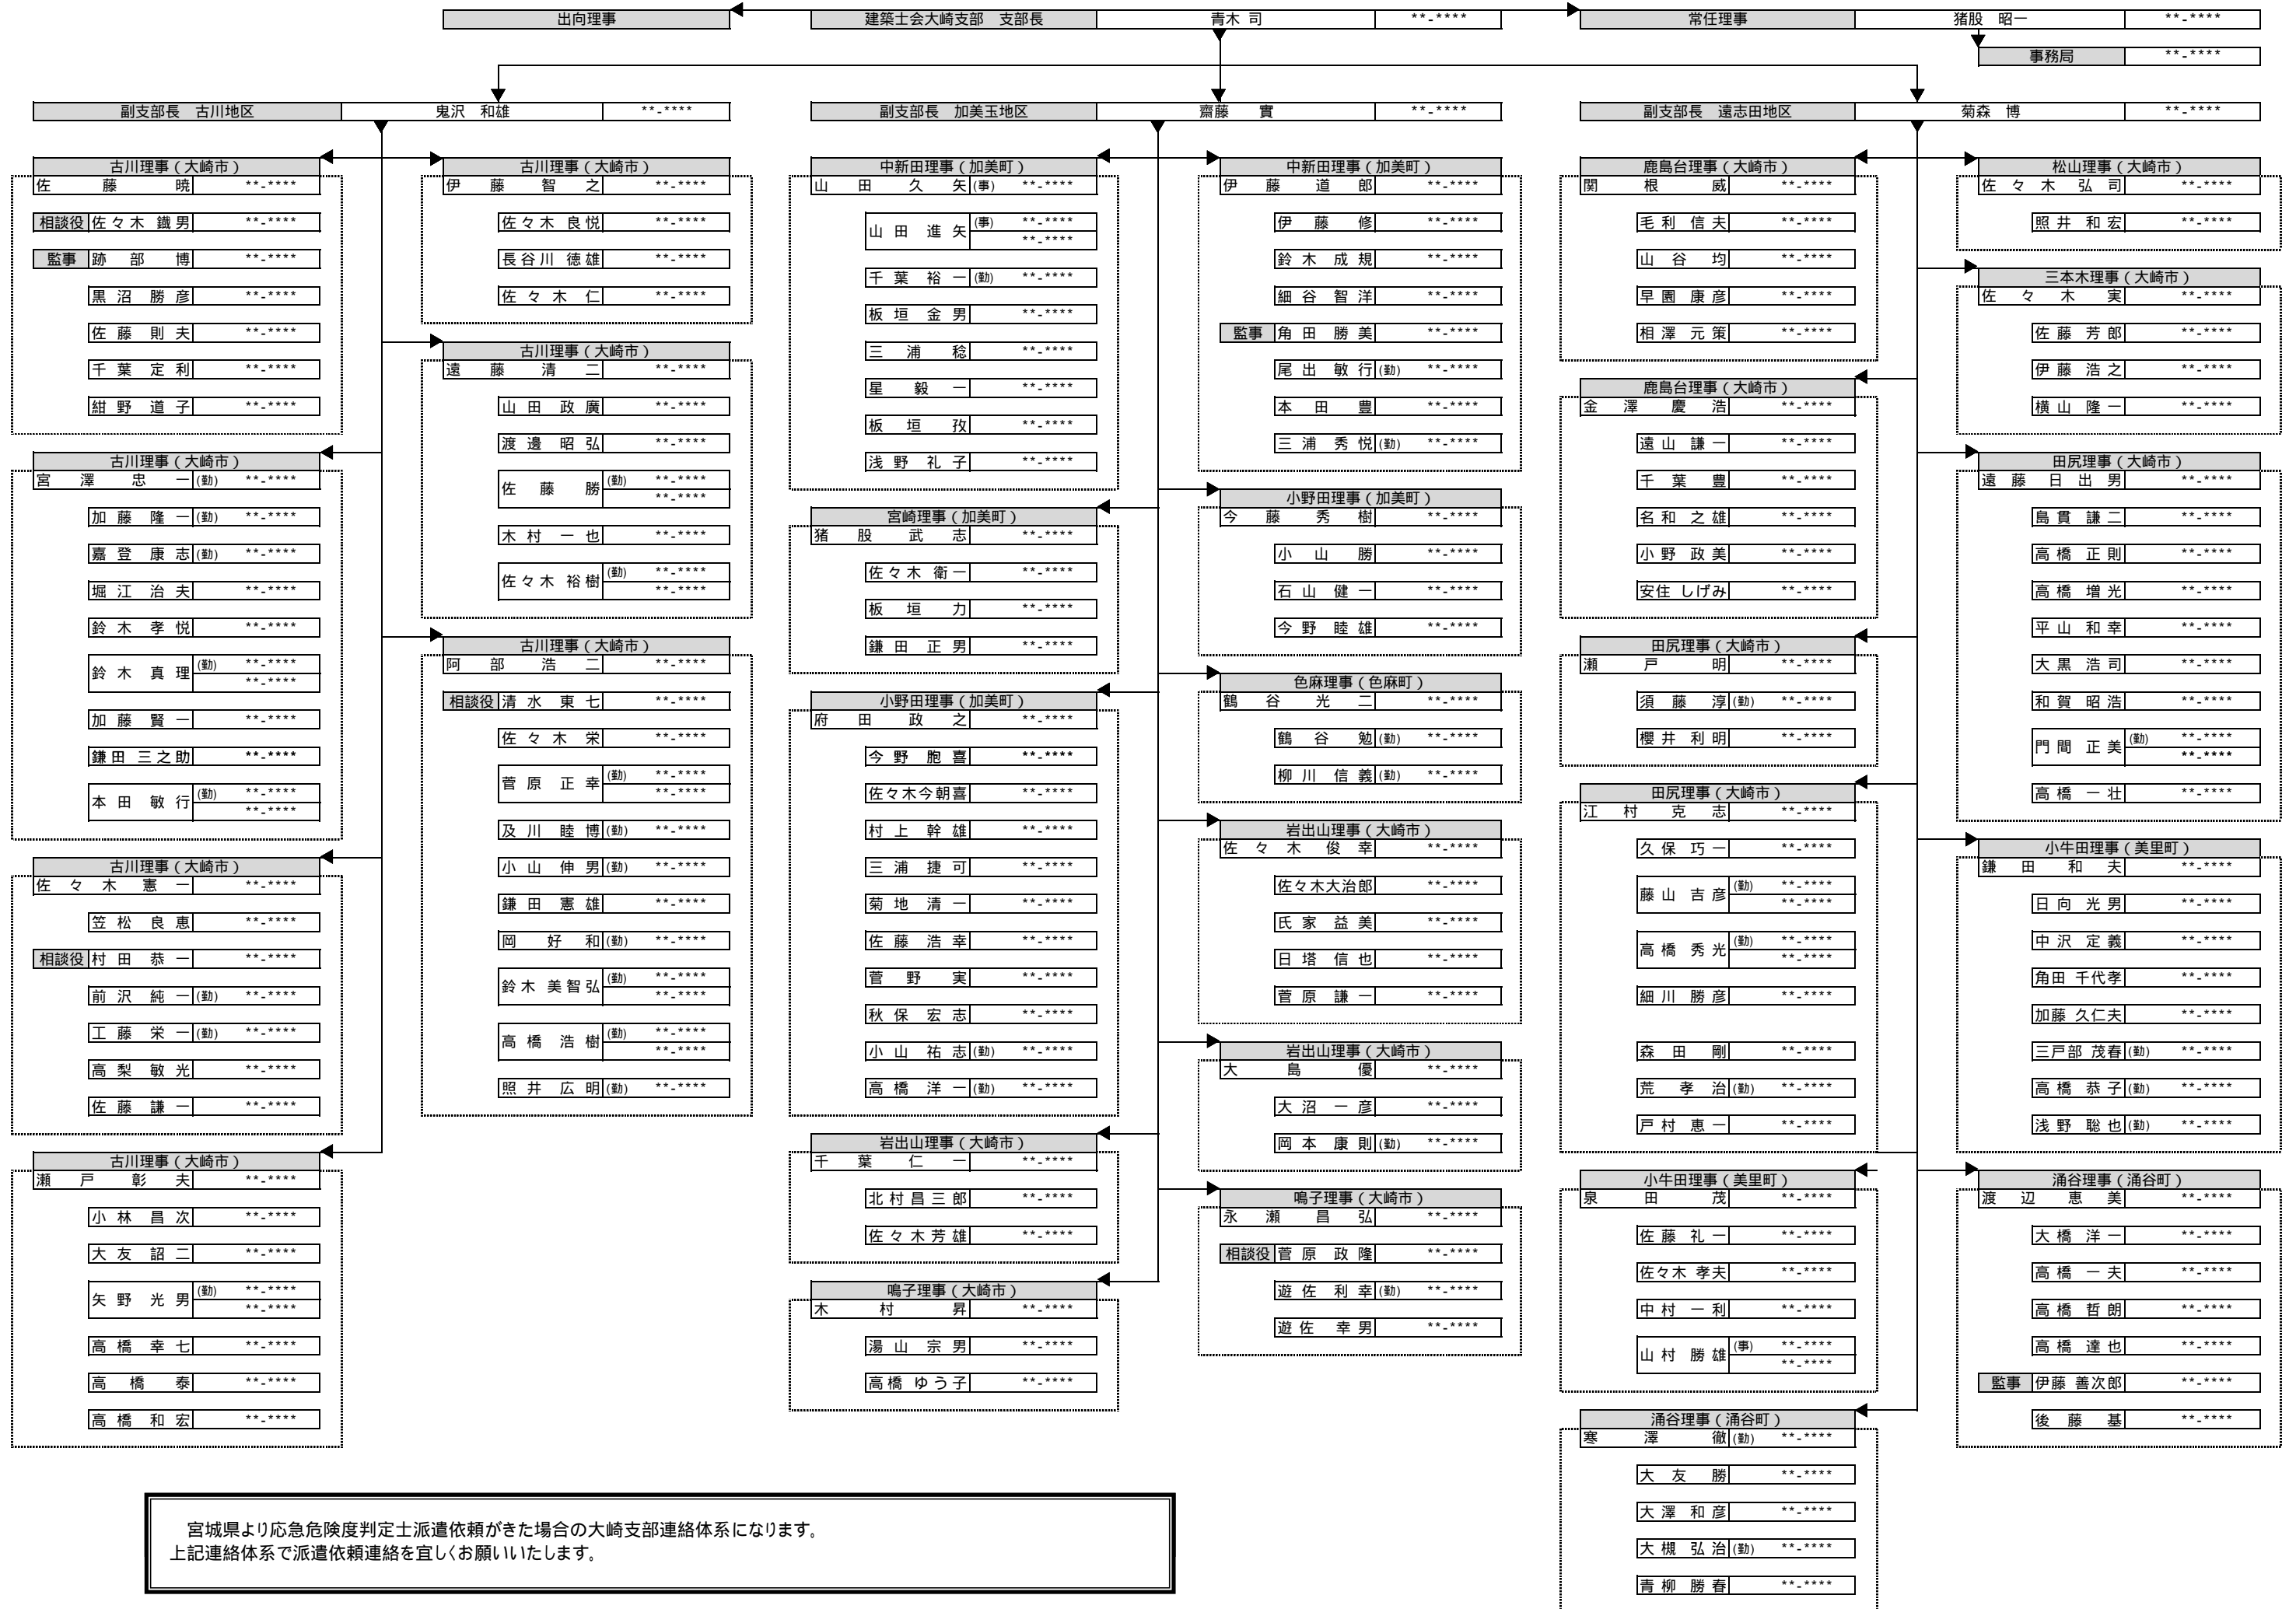 出向理事
建築士会大崎支部　支部長 青木 司 **-****
常任理事 猪股　昭一 **-****
事務局 **-****
副支部長　古川地区 鬼沢　和雄 **-****
副支部長　加美玉地区 齋藤　實 **-****
副支部長　遠志田地区 菊森　博 **-****
古川理事（大崎市）
佐藤 暁 **-****
相談役 佐々木 鐵男 **-****
監事 跡部 博 **-****
黒沼 勝彦 **-****
佐藤 則夫 **-****
千葉 定利 **-****
紺野 道子 **-****
古川理事（大崎市）
宮澤 忠一 (勤) **-****
加藤 隆一 (勤) **-****
嘉登 康志 (勤) **-****
堀江 治夫 **-****
鈴木 孝悦 **-****
鈴木 真理 (勤) **-****
**-****
加藤 賢一 **-****
鎌田 三之助 **-****
本田 敏行 (勤) **-****
**-****
古川理事（大崎市）
佐々木 憲一 **-****
笠松 良恵 **-****
相談役 村田 恭一 **-****
前沢 純一 (勤) **-****
工藤 栄一 (勤) **-****
高梨 敏光 **-****
佐藤 謙一 **-****
古川理事（大崎市）
瀬戸 彰夫 **-****
小林 昌次 **-****
大友 詔二 **-****
矢野 光男 (勤) **-****
**-****
高橋 幸七 **-****
高橋 泰 **-****
高橋 和宏 **-****
古川理事（大崎市）
伊藤 智之 **-****
佐々木 良悦 **-****
長谷川 徳雄 **-****
佐々木 仁 **-****
古川理事（大崎市）
遠藤 清二 **-****
山田 政廣 **-****
渡邊 昭弘 **-****
佐藤 勝 (勤) **-****
**-****
木村 一也 **-****
佐々木 裕樹 (勤) **-****
**-****
古川理事（大崎市）
阿部 浩二 **-****
相談役 清水 東七 **-****
佐々木 栄 **-****
菅原 正幸 (勤) **-****
**-****
及川 睦博 (勤) **-****
小山 伸男 (勤) **-****
鎌田 憲雄 **-****
岡 好和 (勤) **-****
鈴木 美智弘 (勤) **-****
**-****
高橋 浩樹 (勤) **-****
**-****
照井 広明 (勤) **-****
中新田理事（加美町）
山田 久矢 (事) **-****
山田 進矢 (事) **-****
**-****
千葉 裕一 (勤) **-****
板垣 金男 **-****
三浦 稔 **-****
星 毅一 **-****
板垣 孜 **-****
浅野 礼子 **-****
宮崎理事（加美町）
猪股 武志 **-****
佐々木 衛一 **-****
板垣 力 **-****
鎌田 正男 **-****
小野田理事（加美町）
府田 政之 **-****
今野 胞喜 **-****
佐々木今朝喜 **-****
村上 幹雄 **-****
三浦 捷可 **-****
菊地 清一 **-****
佐藤 浩幸 **-****
菅野 実 **-****
秋保 宏志 **-****
小山 祐志 (勤) **-****
高橋 洋一 (勤) **-****
岩出山理事（大崎市）
千葉 仁一 **-****
北村昌三郎 **-****
佐々木芳雄 **-****
鳴子理事（大崎市）
木村 昇 **-****
湯山 宗男 **-****
高橋 ゆう子 **-****
中新田理事（加美町）
伊藤 道郎 **-****
伊藤 修 **-****
鈴木 成規 **-****
細谷 智洋 **-****
監事 角田 勝美 **-****
尾出 敏行 (勤) **-****
本田 豊 **-****
三浦 秀悦 (勤) **-****
小野田理事（加美町）
今藤 秀樹 **-****
小山 勝 **-****
石山 健一 **-****
今野 睦雄 **-****
色麻理事（色麻町）
鶴谷 光二 **-****
鶴谷 勉 (勤) **-****
柳川 信義 (勤) **-****
岩出山理事（大崎市）
佐々木 俊幸 **-****
佐々木大治郎 **-****
氏家 益美 **-****
日塔 信也 **-****
菅原 謙一 **-****
岩出山理事（大崎市）
大島 優 **-****
大沼 一彦 **-****
岡本 康則 (勤) **-****
鳴子理事（大崎市）
永瀬 昌弘 **-****
相談役 菅原 政隆 **-****
遊佐 利幸 (勤) **-****
遊佐 幸男 **-****
鹿島台理事（大崎市）
関根 威 **-****
毛利 信夫 **-****
山谷 均 **-****
早園 康彦 **-****
相澤 元策 **-****
鹿島台理事（大崎市）
金澤 慶浩 **-****
遠山 謙一 **-****
千葉 豊 **-****
名和 之雄 **-****
小野 政美 **-****
安住 しげみ **-****
田尻理事（大崎市）
瀬戸 明 **-****
須藤 淳 (勤) **-****
櫻井 利明 **-****
田尻理事（大崎市）
江村 克志 **-****
久保 巧一 **-****
藤山 吉彦 (勤) **-****
**-****
高橋 秀光 (勤) **-****
**-****
細川 勝彦 **-****
森田 剛 **-****
荒 孝治 (勤) **-****
戸村 恵一 **-****
小牛田理事（美里町）
泉田 茂 **-****
佐藤 礼一 **-****
佐々木 孝夫 **-****
中村 一利 **-****
山村 勝雄 (事) **-****
**-****
涌谷理事（涌谷町）
寒澤 徹 (勤) **-****
大友 勝 **-****
大澤 和彦 **-****
大槻 弘治 (勤) **-****
青柳 勝春 **-****
松山理事（大崎市）
佐々木 弘司 **-****
照井 和宏 **-****
三本木理事（大崎市）
佐々木 実 **-****
佐藤 芳郎 **-****
伊藤 浩之 **-****
横山 隆一 **-****
田尻理事（大崎市）
遠藤 日出男 **-****
島貫 謙二 **-****
高橋 正則 **-****
高橋 増光 **-****
平山 和幸 **-****
大黒 浩司 **-****
和賀 昭浩 **-****
門間 正美 (勤) **-****
**-****
高橋 一壮 **-****
小牛田理事（美里町）
鎌田 和夫 **-****
日向 光男 **-****
中沢 定義 **-****
角田 千代孝 **-****
加藤 久仁夫 **-****
三戸部 茂春 (勤) **-****
高橋 恭子 (勤) **-****
浅野 聡也 (勤) **-****
涌谷理事（涌谷町）
渡辺 恵美 **-****
大橋 洋一 **-****
高橋 一夫 **-****
高橋 哲朗 **-****
高橋 達也 **-****
監事 伊藤 善次郎 **-****
後藤 基 **-****
宮城県より応急危険度判定士派遣依頼がきた場合の大崎支部連絡体系になります。
上記連絡体系で派遣依頼連絡を宜しくお願いいたします。